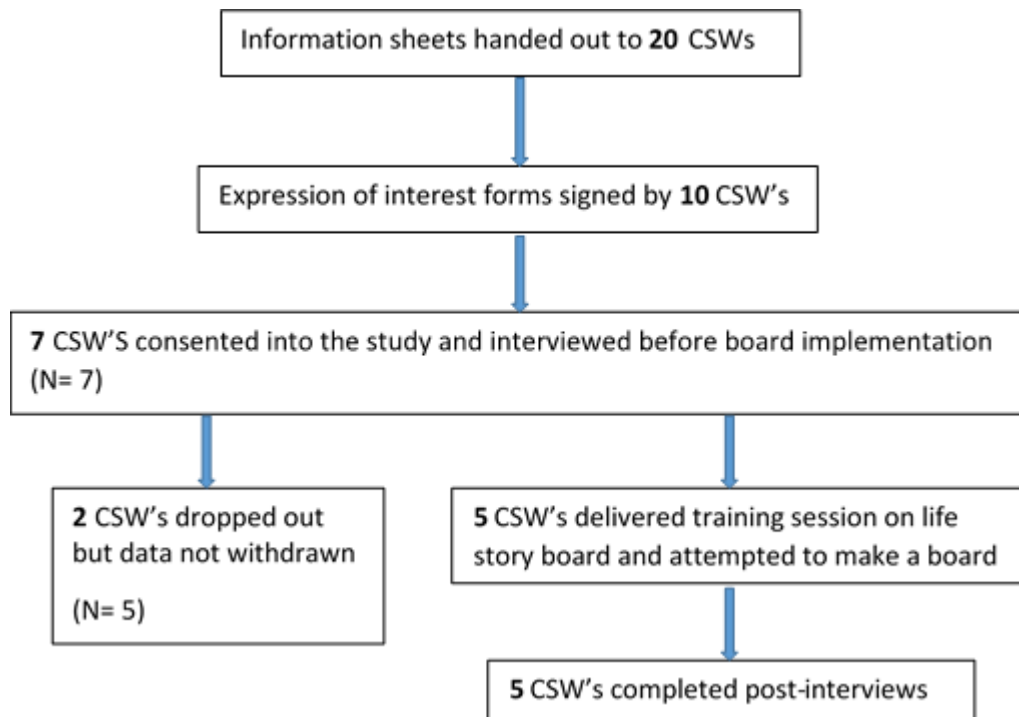 Information sheets handed out to 20 CSWs
Expression of interest forms signed by 10 CSW’s
7 CSW’S consented into the study and interviewed before board implementation
(N= 7)
2 CSW’s dropped out
but data not withdrawn
(N= 5)
5 CSW’s delivered training session on life
story board and attempted to make a board
5 CSW’s completed post-interviews